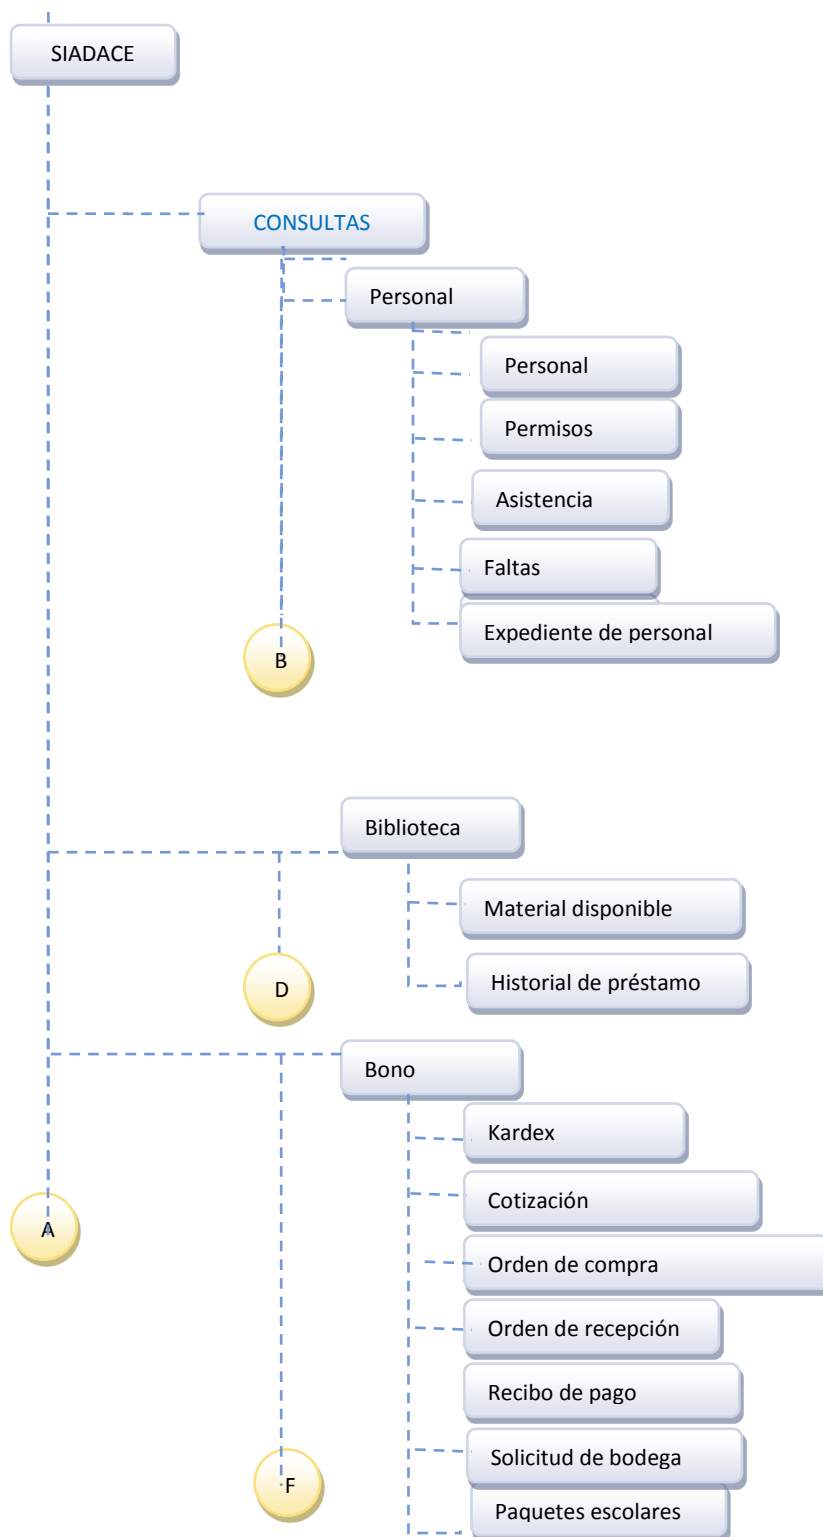 SIADACE
CONSULTAS
Personal
Personal
Permisos
Asistencia
Faltas
Expediente de personal
B
Biblioteca
Material disponible
Historial de préstamo
D
Bono
Kardex
Cotización
A
Orden de compra
Orden de recepción
Recibo de pago
Solicitud de bodega
F
Paquetes escolares